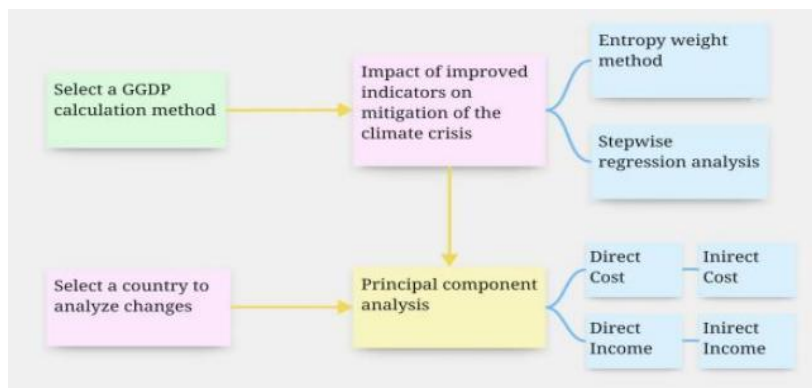 Select a GGDP
calculation method
Impact of improved
indicators on
mitigation of the
climate crisis
Entropy weight
method
Stepwise
regression analysis
Select a country to
analyze changes
Principal component
analysis
Direct
Cost
Inirect
Cost
Direct
Income
Inirect
Income